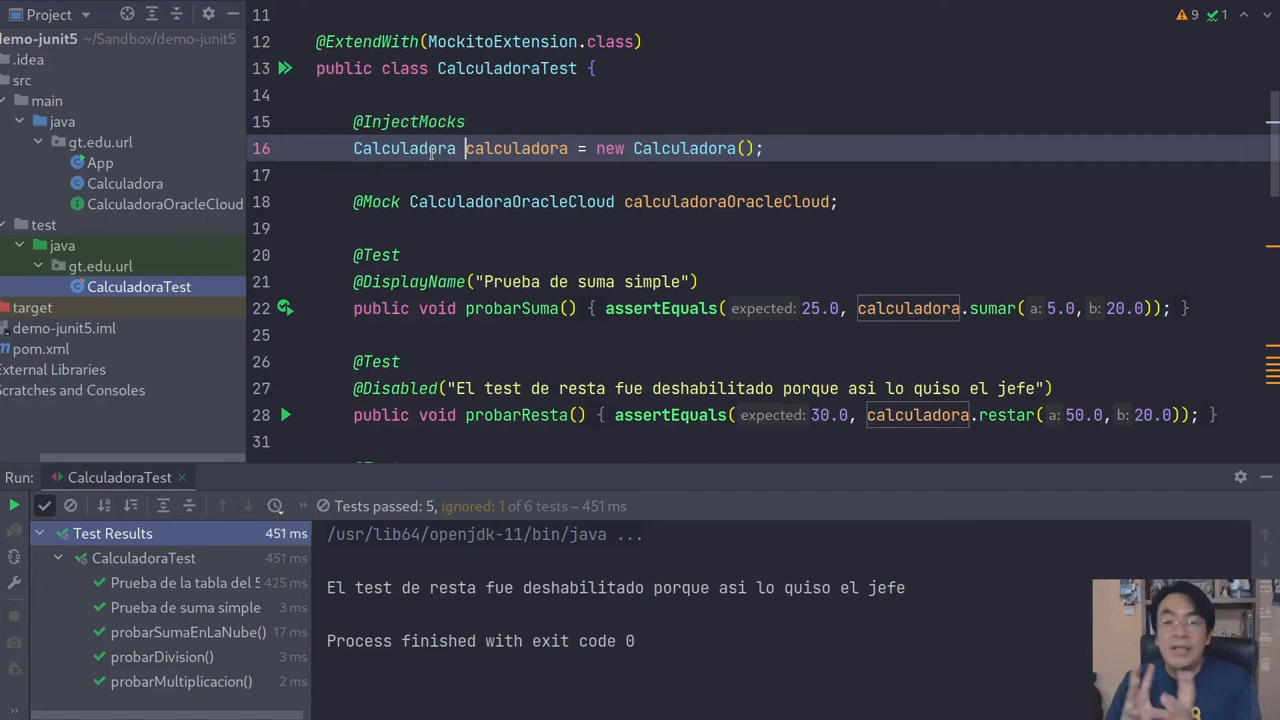 Project
11
9 1
demo-junit5 ~/Sandbox/demo-junit5
12 @ExtendWith(MockitoExtension.class)
.idea
13 public class CalculadoraTest {
src
14
main
java
15 @InjectMocks
gt.edu.url
16 Calculadora calculadora = new Calculadora();
App
Calculadora
17
CalculadoraOracleCloud
18 @Mock CalculadoraOracleCloud calculadoraOracleCloud;
test
19
java
20 @Test
gt.edu.url
21 @DisplayName("Prueba de suma simple")
CalculadoraTest
22 public void probarSuma() { assertEquals( expected: 25.0, calculadora.sumar( a: 5.0, b: 20.0)); }
target
demo-junit5.iml
25
pom.xml
26 @Test
External Libraries
27 @Disabled("El test de resta fue deshabilitado porque asi lo quiso el jefe")
Scratches and Consoles
28 public void probarResta() { assertEquals( expected: 30.0, calculadora.restar( a: 50.0, b: 20.0)); }
31
Run: CalculadoraTest
Tests passed: 5, ignored: 1 of 6 tests – 451 ms
Test Results 451 ms
/usr/lib64/openjdk-11/bin/java ...
CalculadoraTest 451 ms
Prueba de la tabla del 5 425 ms
El test de resta fue deshabilitado porque asi lo quiso el jefe
Prueba de suma simple 3 ms
probarSumaEnLaNube() 17 ms
Process finished with exit code 0
probarDivision() 3 ms
probarMultiplicacion() 2 ms